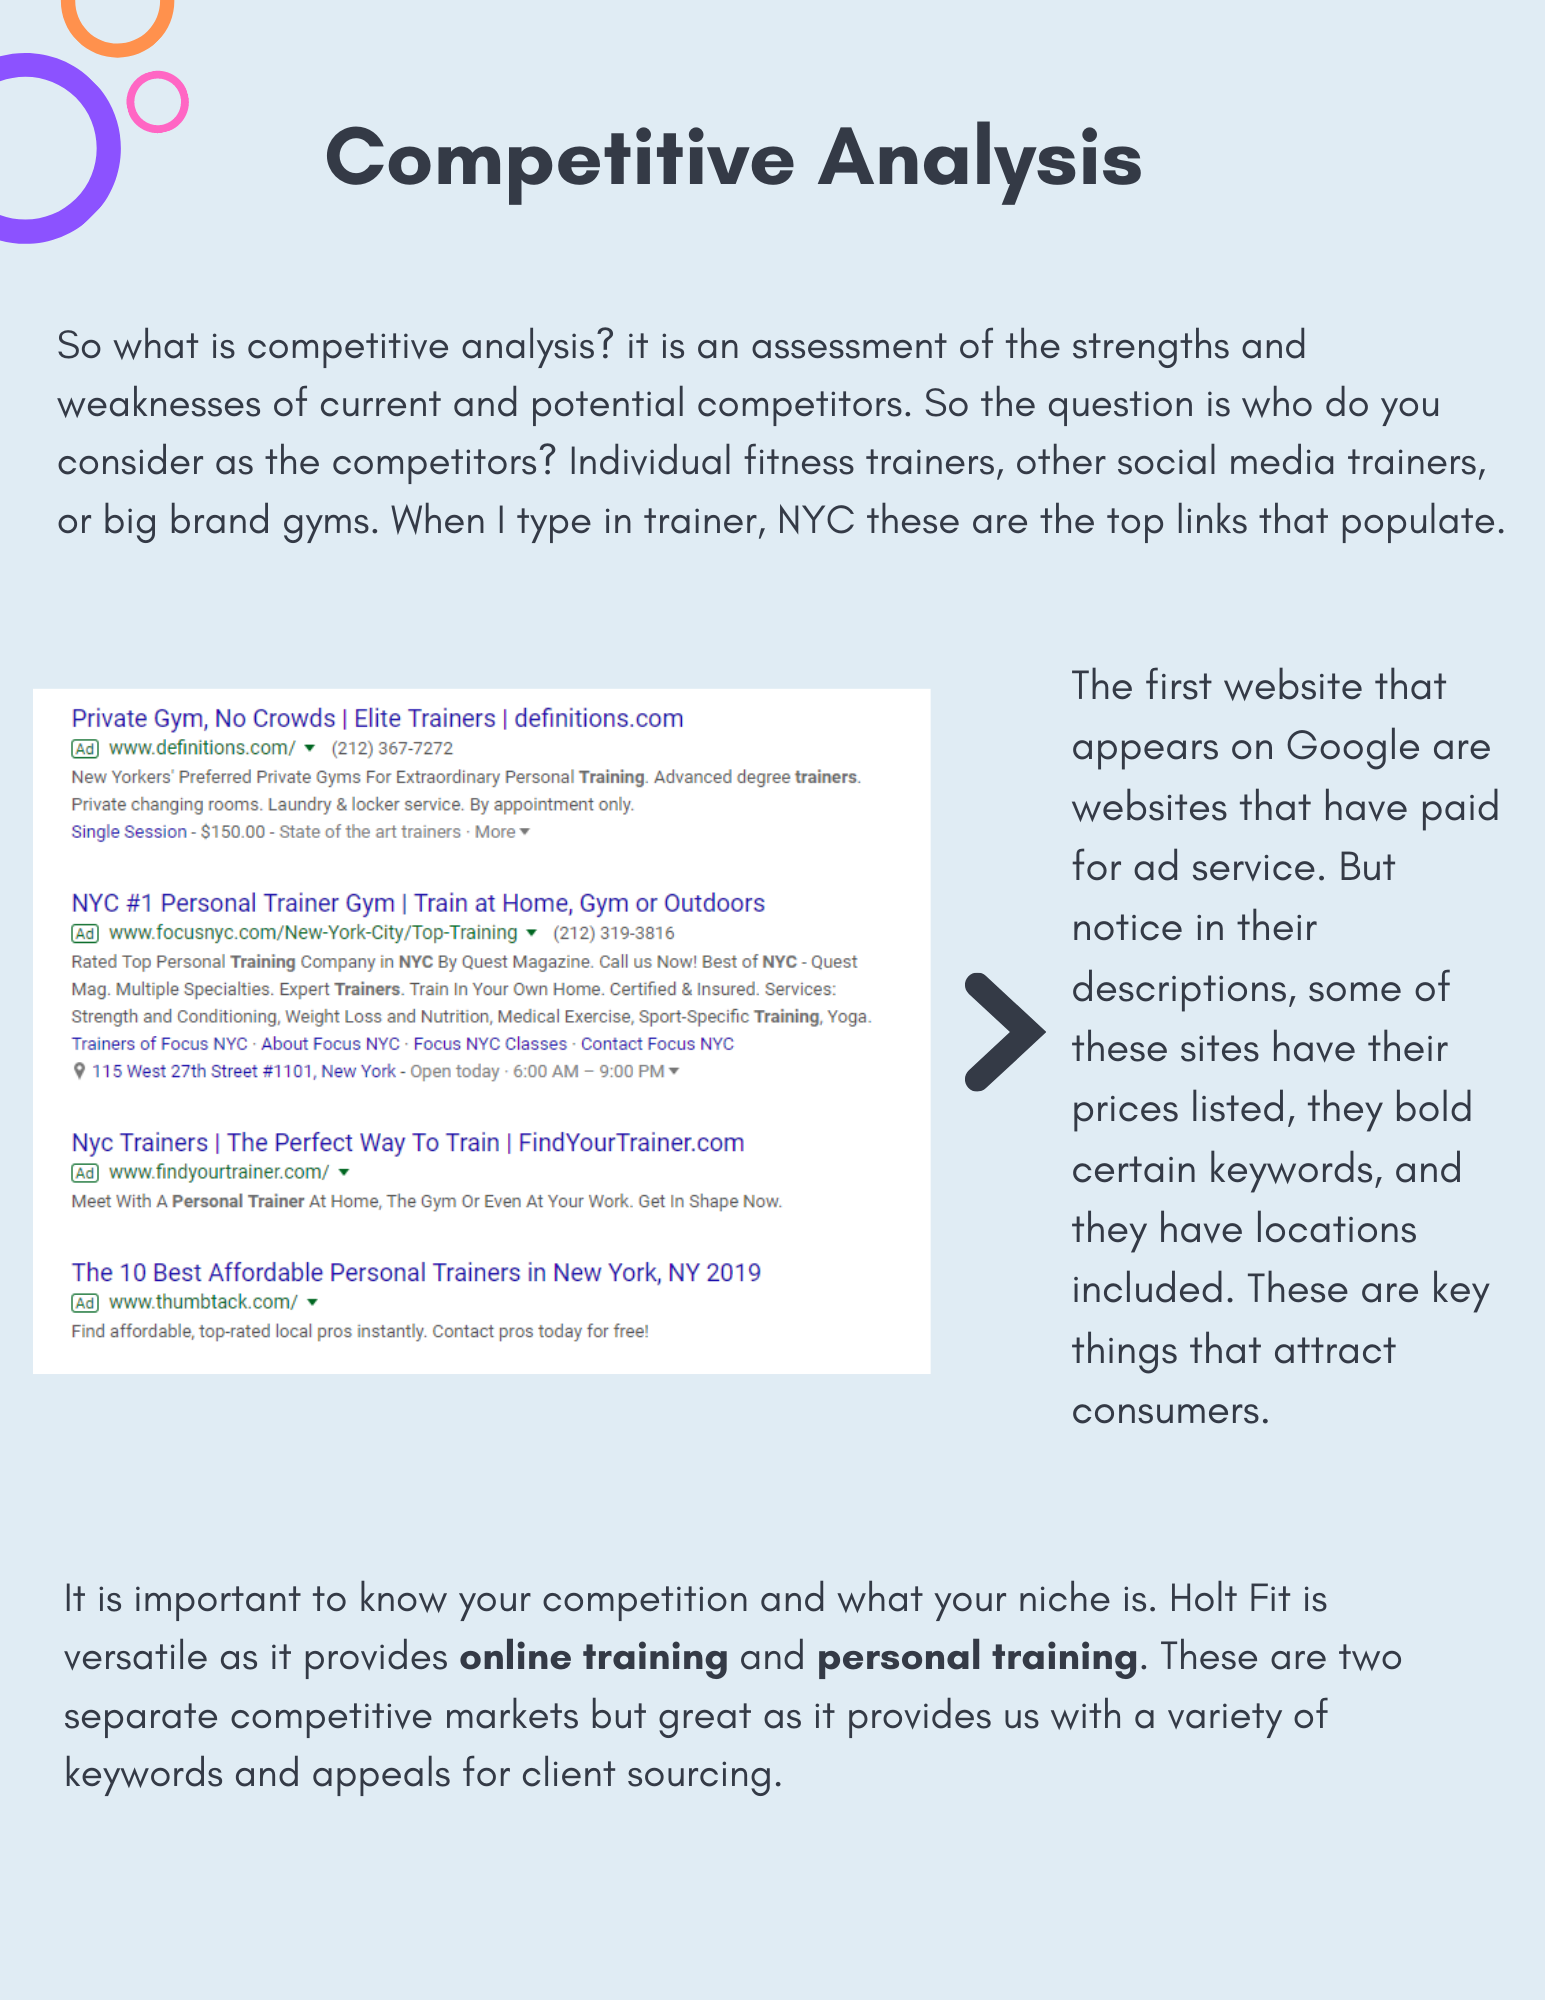 Competitive Analysis
So what is competitive analysis? it is an assessment of the strengths and
weaknesses of current and potential competitors. So the question is who do you
consider as the competitors? Individual fitness trainers, other social media trainers,
or big brand gyms. When I type in trainer, NYC these are the top links that populate.
Private Gym, No Crowds | Elite Trainers | definitions.com
Ad www.definitions.com/ (212) 367-7272
New Yorkers' Preferred Private Gyms For Extraordinary Personal Training. Advanced degree trainers.
Private changing rooms. Laundry & locker service. By appointment only.
Single Session - $150.00 - State of the art trainers · More
NYC #1 Personal Trainer Gym | Train at Home, Gym or Outdoors
Ad www.focusnyc.com/New-York-City/Top-Training (212) 319-3816
Rated Top Personal Training Company in NYC By Quest Magazine. Call us Now! Best of NYC - Quest
Mag. Multiple Specialties. Expert Trainers. Train In Your Own Home. Certified & Insured. Services:
Strength and Conditioning, Weight Loss and Nutrition, Medical Exercise, Sport-Specific Training, Yoga.
Trainers of Focus NYC · About Focus NYC · Focus NYC Classes · Contact Focus NYC
115 West 27th Street #1101, New York - Open today · 6:00 AM – 9:00 PM
Nyc Trainers | The Perfect Way To Train | FindYourTrainer.com
Ad www.findyourtrainer.com/
Meet With A Personal Trainer At Home, The Gym Or Even At Your Work. Get In Shape Now.
The 10 Best Affordable Personal Trainers in New York, NY 2019
Ad www.thumbtack.com/
Find affordable, top-rated local pros instantly. Contact pros today for free!
The first website that
appears on Google are
websites that have paid
for ad service. But
notice in their
descriptions, some of
these sites have their
prices listed, they bold
certain keywords, and
they have locations
included. These are key
things that attract
consumers.
It is important to know your competition and what your niche is. Holt Fit is
versatile as it provides online training and personal training. These are two
separate competitive markets but great as it provides us with a variety of
keywords and appeals for client sourcing.